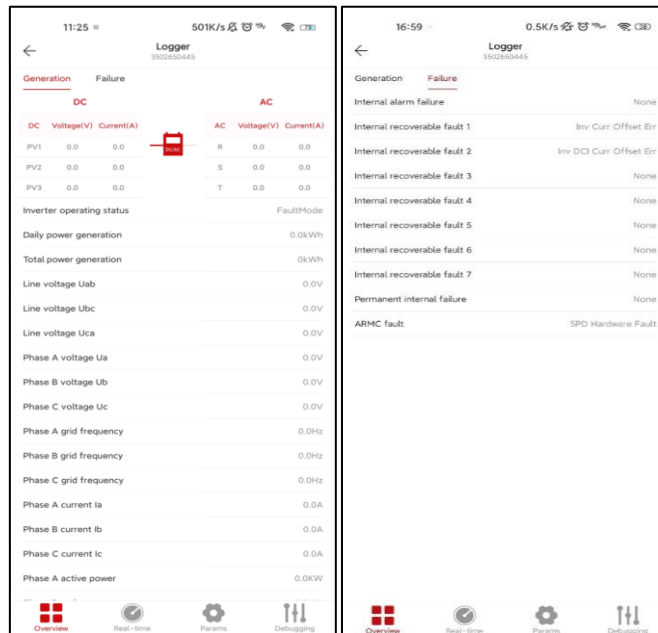 11:25 501K/s 73
Logger
3502650445
Generation Failure
DC AC
DC Voltage(V) Current(A) DC/AC AC Voltage(V) Current(A)
PV1 0.0 0.0 R 0.0 0.0
PV2 0.0 0.0 S 0.0 0.0
PV3 0.0 0.0 T 0.0 0.0
Inverter operating status FaultMode
Daily power generation 0.0kWh
Total power generation 0kWh
Line voltage Uab 0.0V
Line voltage Ubc 0.0V
Line voltage Uca 0.0V
Phase A voltage Ua 0.0V
Phase B voltage Ub 0.0V
Phase C voltage Uc 0.0V
Phase A grid frequency 0.0Hz
Phase B grid frequency 0.0Hz
Phase C grid frequency 0.0Hz
Phase A current Ia 0.0A
Phase B current Ib 0.0A
Phase C current Ic 0.0A
Phase A active power 0.0KW
Overview Real-time Params Debugging
16:59 0.5K/s
Logger
3502650445
Generation Failure
Internal alarm failure None
Internal recoverable fault 1 Inv Curr Offset Err
Internal recoverable fault 2 Inv DCI Curr Offset Err
Internal recoverable fault 3 None
Internal recoverable fault 4 None
Internal recoverable fault 5 None
Internal recoverable fault 6 None
Internal recoverable fault 7 None
Permanent internal failure None
ARMC fault SPD Hardware Fault
Overview Real-time Params Debugging